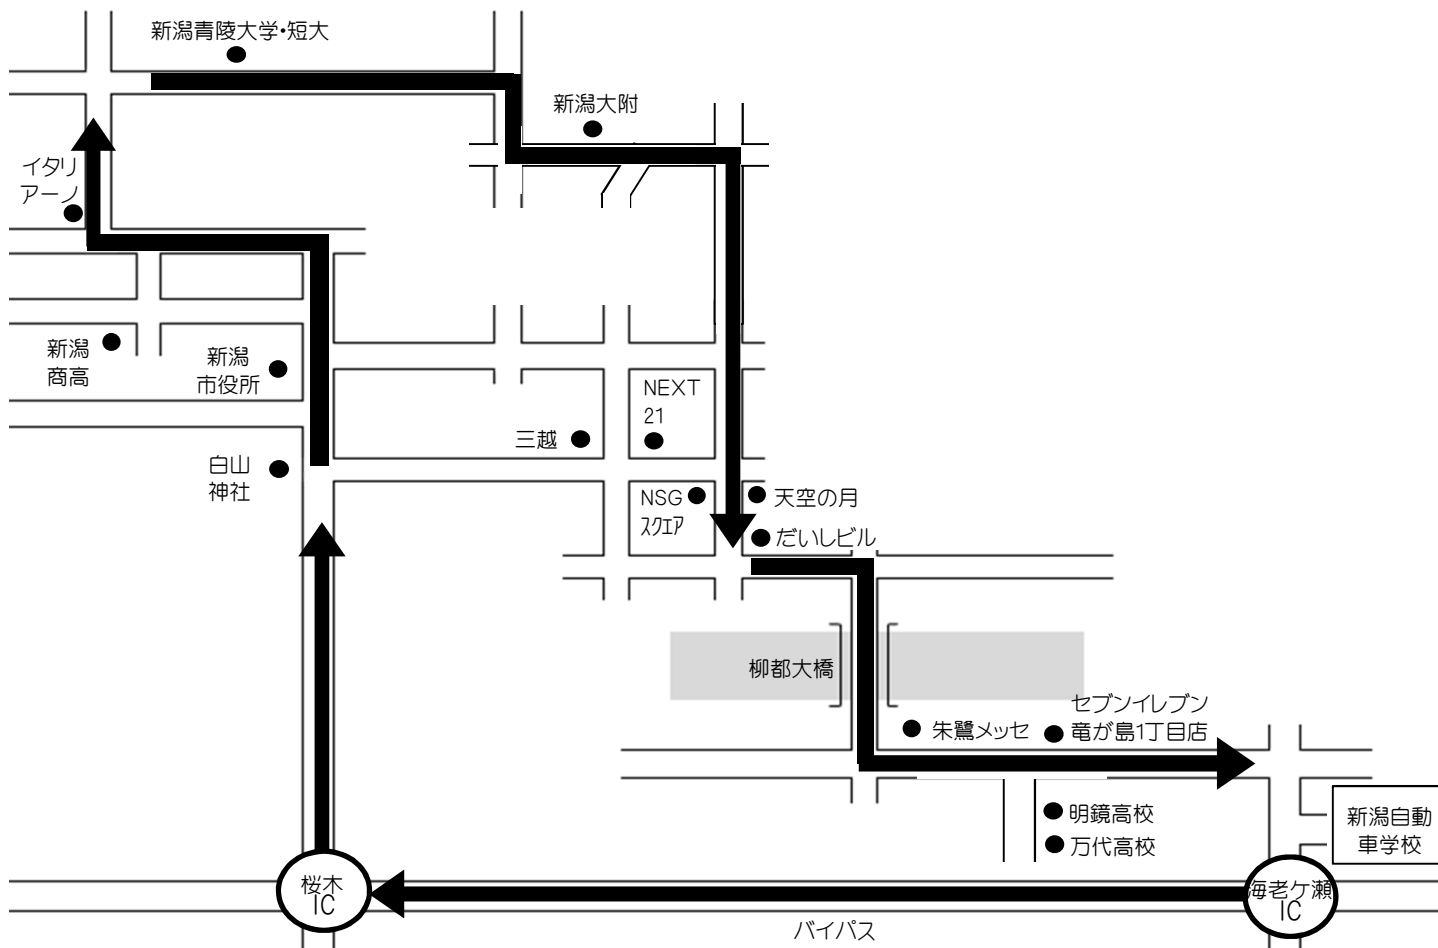 新潟青陵大学・短大
新潟大附
イタリ
アーノ
新潟
商高
新潟
市役所
NEXT
21
三越
白山
神社
NSG
スクエア
天空の月
だいしビル
柳都大橋
セブンイレブン
竜が島1丁目店
朱鷺メッセ
明鏡高校
万代高校
新潟自動
車学校
桜木
IC
海老ケ瀬
IC
バイパス